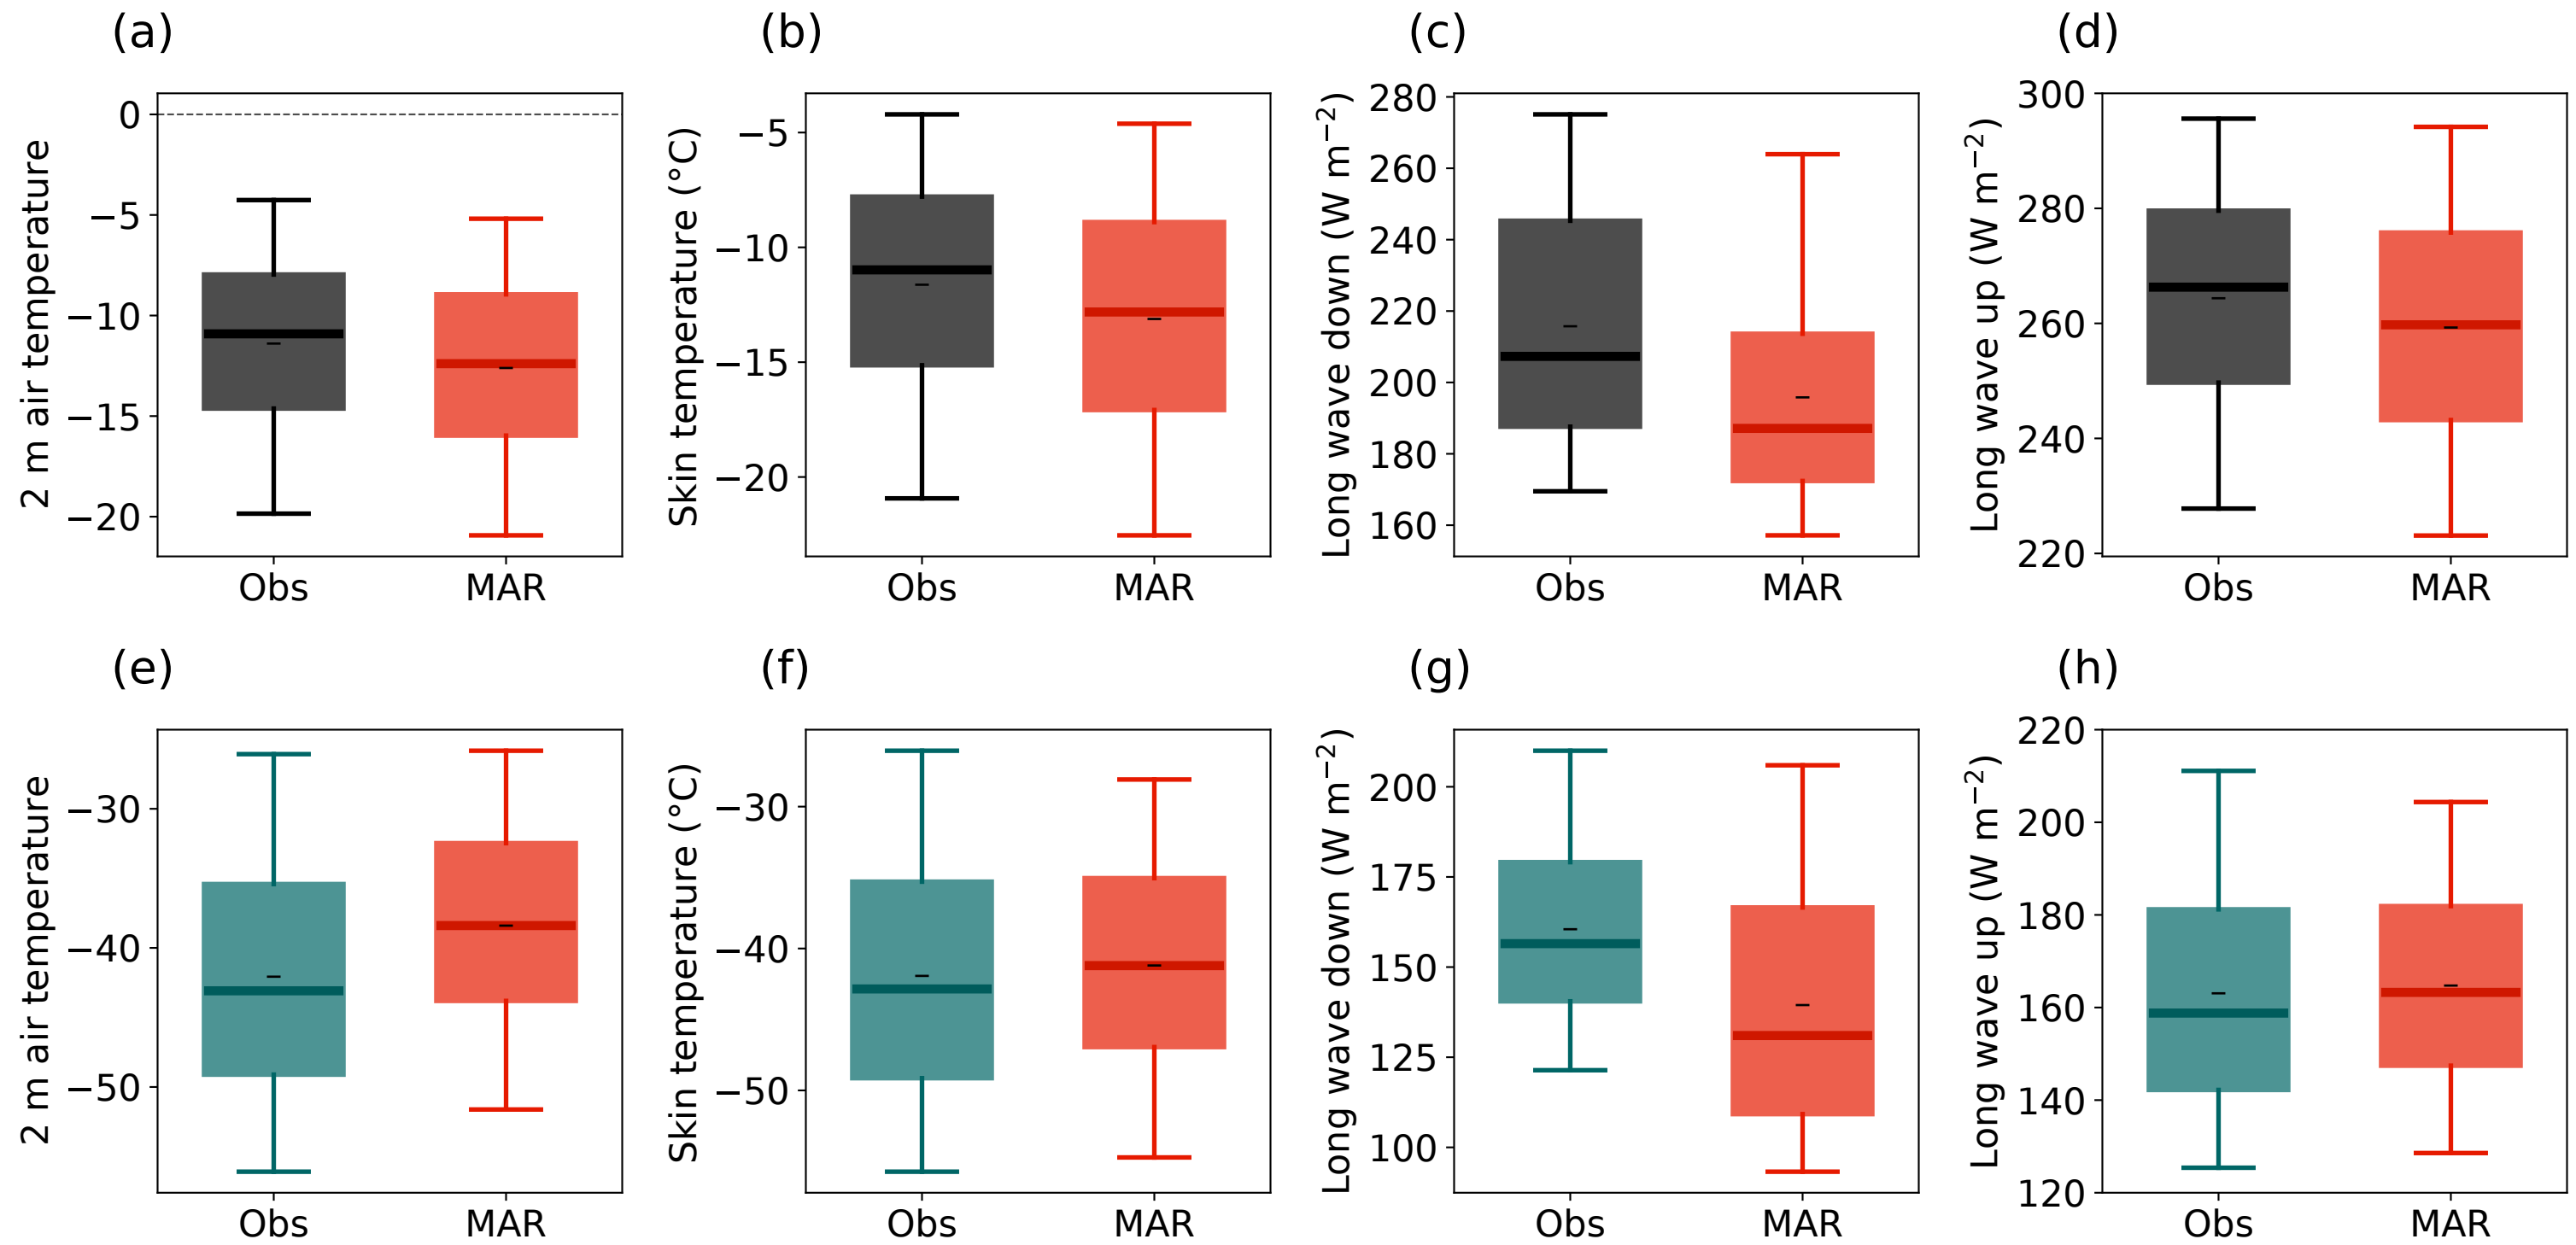 (a)
(b)
(c)
(d)
2 m air temperature
0
−5
−10
−15
−20
Obs
MAR
Skin temperature (°C)
−5
−10
−15
−20
Obs
MAR
Long wave down (W m⁻²)
280
260
240
220
200
180
160
Obs
MAR
Long wave up (W m⁻²)
300
280
260
240
220
Obs
MAR
(e)
(f)
(g)
(h)
2 m air temperature
−30
−40
−50
Obs
MAR
Skin temperature (°C)
−30
−40
−50
Obs
MAR
Long wave down (W m⁻²)
200
175
150
125
100
Obs
MAR
Long wave up (W m⁻²)
220
200
180
160
140
120
Obs
MAR